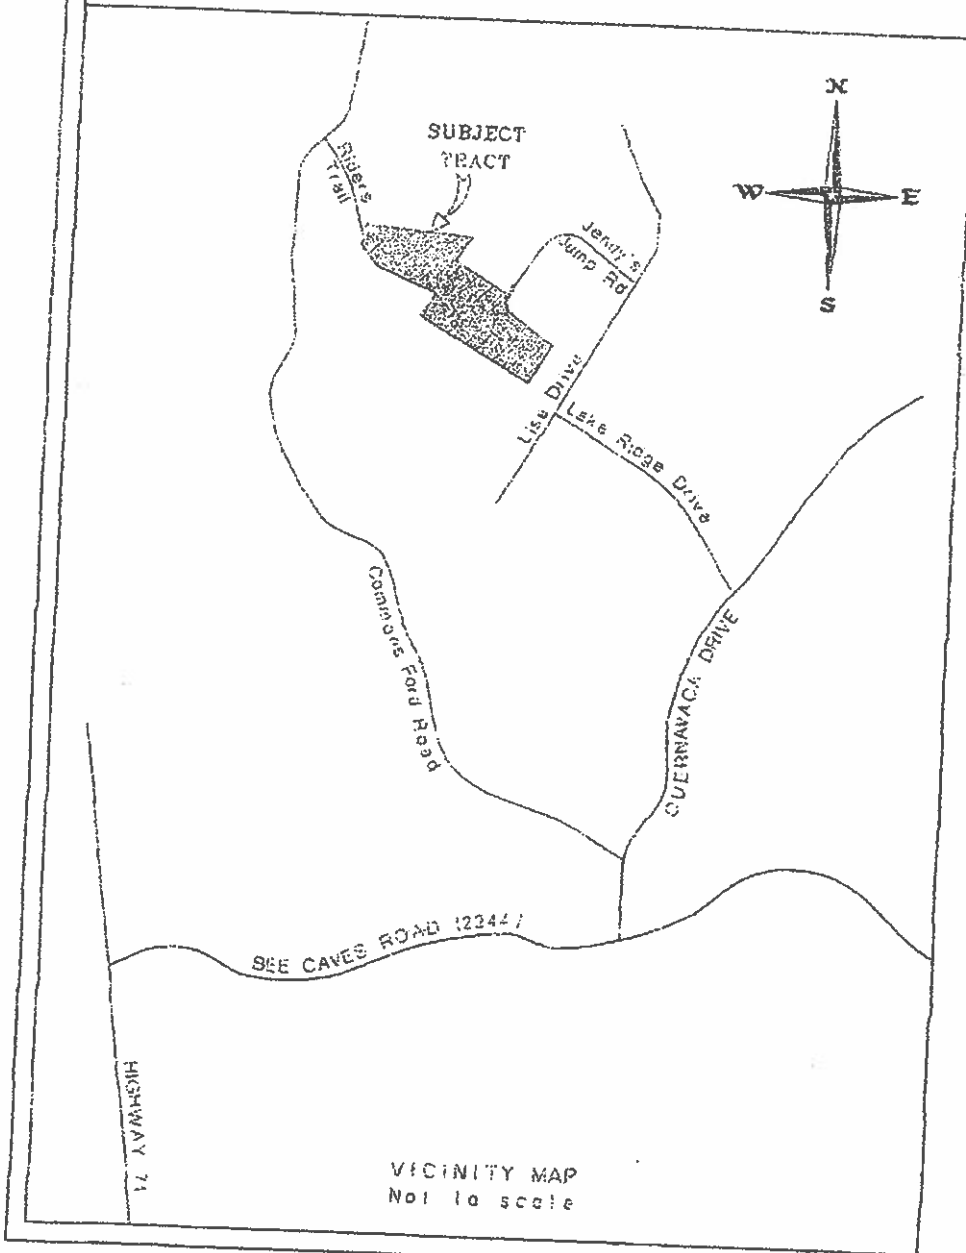 N
SUBJECT
TRACT
Riders
Trail
W
E
Jenny's
Jump Rd
S
Lisa Drive
Lake Ridge Drive
Commons Ford Road
CUERNAVACA DRIVE
BEE CAVES ROAD (2244)
HIGHWAY 71
VICINITY MAP
Not to scale